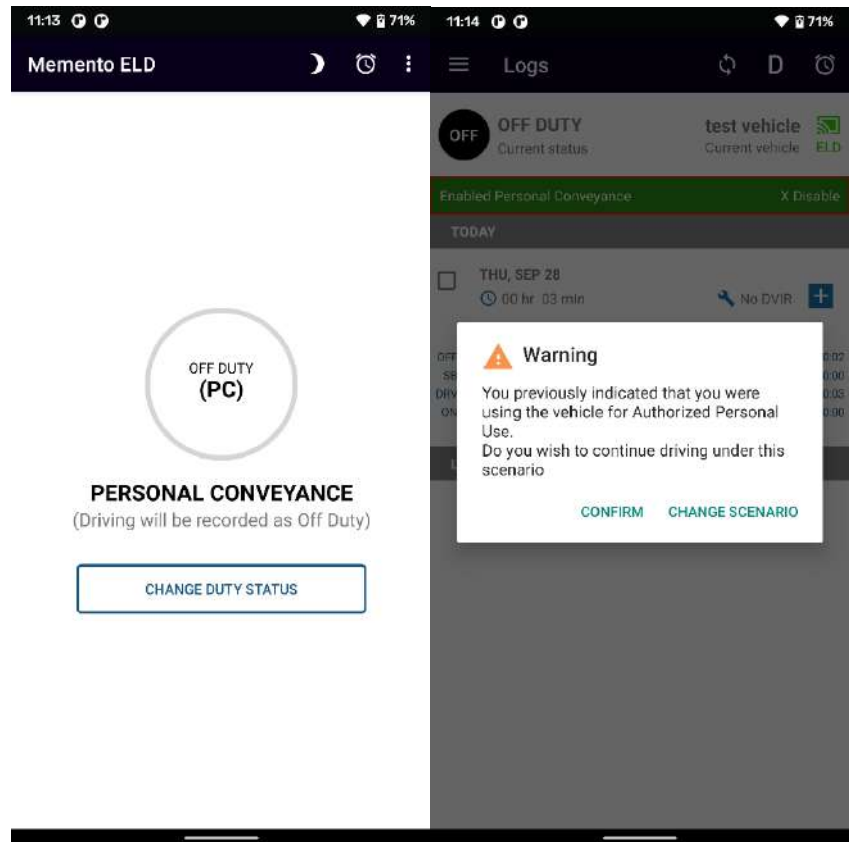 11:13
71%
Memento ELD
OFF DUTY
(PC)
PERSONAL CONVEYANCE
(Driving will be recorded as Off Duty)
CHANGE DUTY STATUS
11:14
71%
Logs
D
OFF
OFF DUTY
Current status
test vehicle
Current vehicle
ELD
Enabled Personal Conveyance
X Disable
TODAY
THU, SEP 28
00 hr 03 min
No DVIR
Warning
You previously indicated that you were
using the vehicle for Authorized Personal
Use.
Do you wish to continue driving under this
scenario
CONFIRM
CHANGE SCENARIO